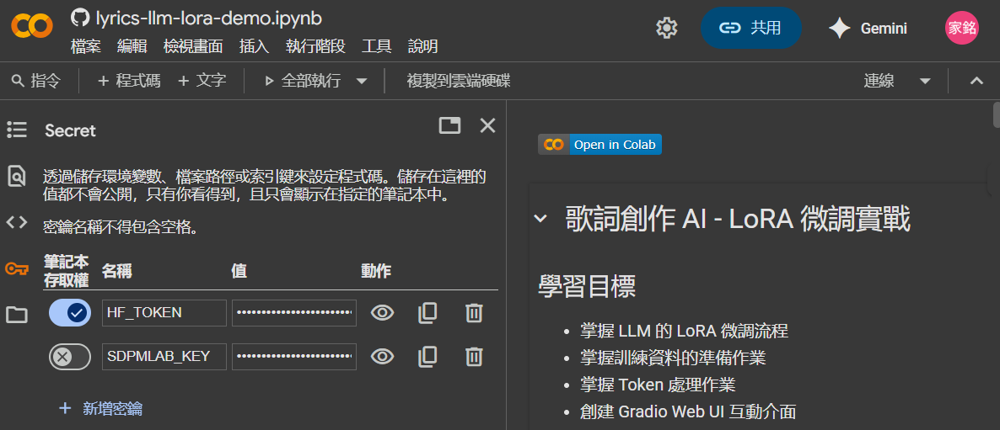 lyrics-llm-lora-demo.ipynb
檔案 編輯 檢視畫面 插入 執行階段 工具 說明
共用
Gemini
家銘
指令 + 程式碼 + 文字 全部執行 複製到雲端硬碟 連線
Secret
透過儲存環境變數、檔案路徑或索引鍵來設定程式碼。儲存在這裡的
值都不會公開，只有你看得到，且只會顯示在指定的筆記本中。
密鑰名稱不得包含空格。
筆記本
存取權 名稱 值 動作
HF_TOKEN ••••••••••••••••••••••••
SDPMLAB_KEY ••••••••••••••••••••••••
+ 新增密鑰
Open in Colab
歌詞創作 AI - LoRA 微調實戰
學習目標
• 掌握 LLM 的 LoRA 微調流程
• 掌握訓練資料的準備作業
• 掌握 Token 處理作業
• 創建 Gradio Web UI 互動介面